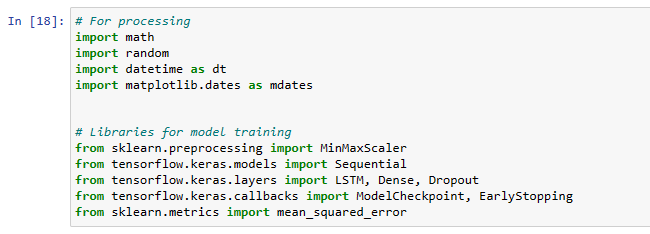 In [18]: # For processing
import math
import random
import datetime as dt
import matplotlib.dates as mdates
# Libraries for model training
from sklearn.preprocessing import MinMaxScaler
from tensorflow.keras.models import Sequential
from tensorflow.keras.layers import LSTM, Dense, Dropout
from tensorflow.keras.callbacks import ModelCheckpoint, EarlyStopping
from sklearn.metrics import mean_squared_error